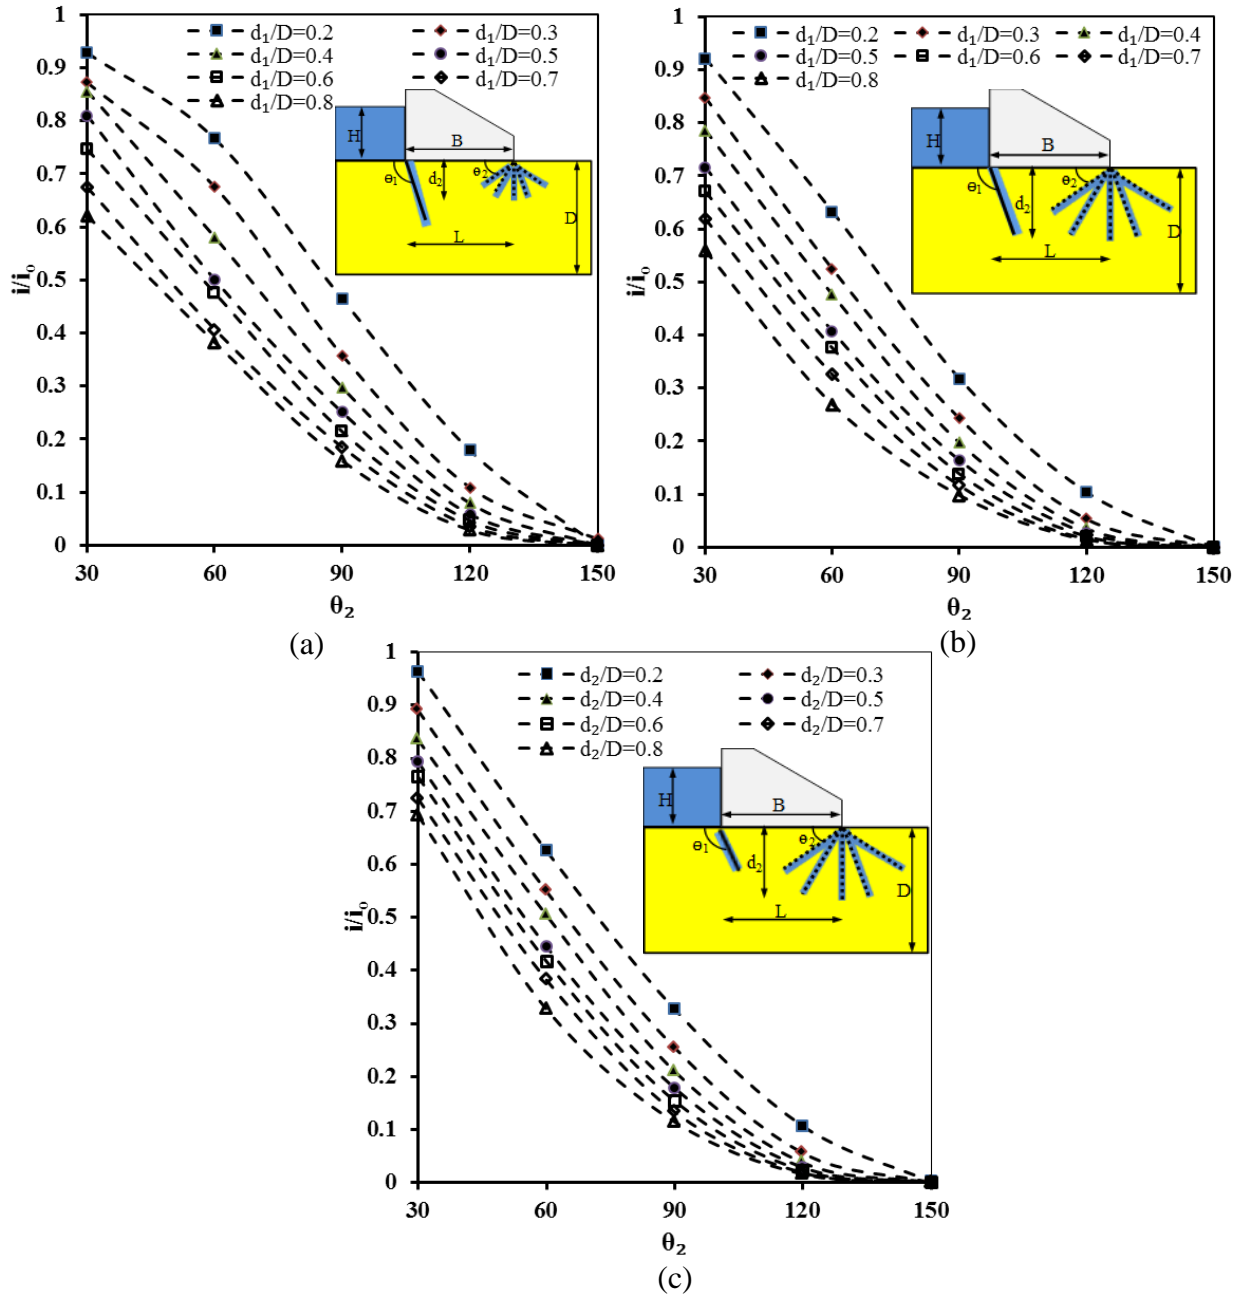 1
0.9
0.8
0.7
0.6
0.5
0.4
0.3
0.2
0.1
0
i/i₀
30 60 90 120 150
θ₂
d₁/D=0.2 d₁/D=0.3
d₁/D=0.4 d₁/D=0.5
d₁/D=0.6 d₁/D=0.7
d₁/D=0.8
H
B
ɵ₁
d₂
ɵ₂
L
D
(a)
1
0.9
0.8
0.7
0.6
0.5
0.4
0.3
0.2
0.1
0
i/i₀
30 60 90 120 150
θ₂
d₁/D=0.2 d₁/D=0.3 d₁/D=0.4
d₁/D=0.5 d₁/D=0.6 d₁/D=0.7
d₁/D=0.8
H
B
ɵ₁
d₂
ɵ₂
L
D
(b)
1
0.9
0.8
0.7
0.6
0.5
0.4
0.3
0.2
0.1
0
i/i₀
30 60 90 120 150
θ₂
d₂/D=0.2 d₂/D=0.3
d₂/D=0.4 d₂/D=0.5
d₂/D=0.6 d₂/D=0.7
d₂/D=0.8
H
B
ɵ₁
d₂
ɵ₂
L
D
(c)